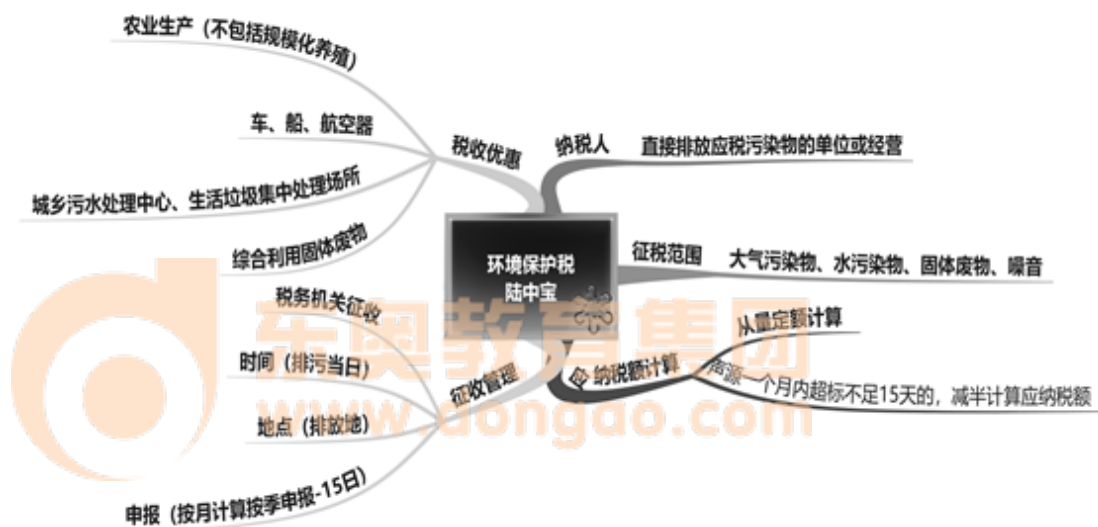 环境保护税
陆中宝
纳税人
直接排放应税污染物的单位或经营
征税范围
大气污染物、水污染物、固体废物、噪音
应 纳税额计算
从量定额计算
声源一个月内超标不足15天的，减半计算应纳税额
税收优惠
农业生产（不包括规模化养殖）
车、船、航空器
城乡污水处理中心、生活垃圾集中处理场所
综合利用固体废物
征收管理
税务机关征收
时间（排污当日）
地点（排放地）
申报（按月计算按季申报-15日）
东奥教育集团
www.dongao.com